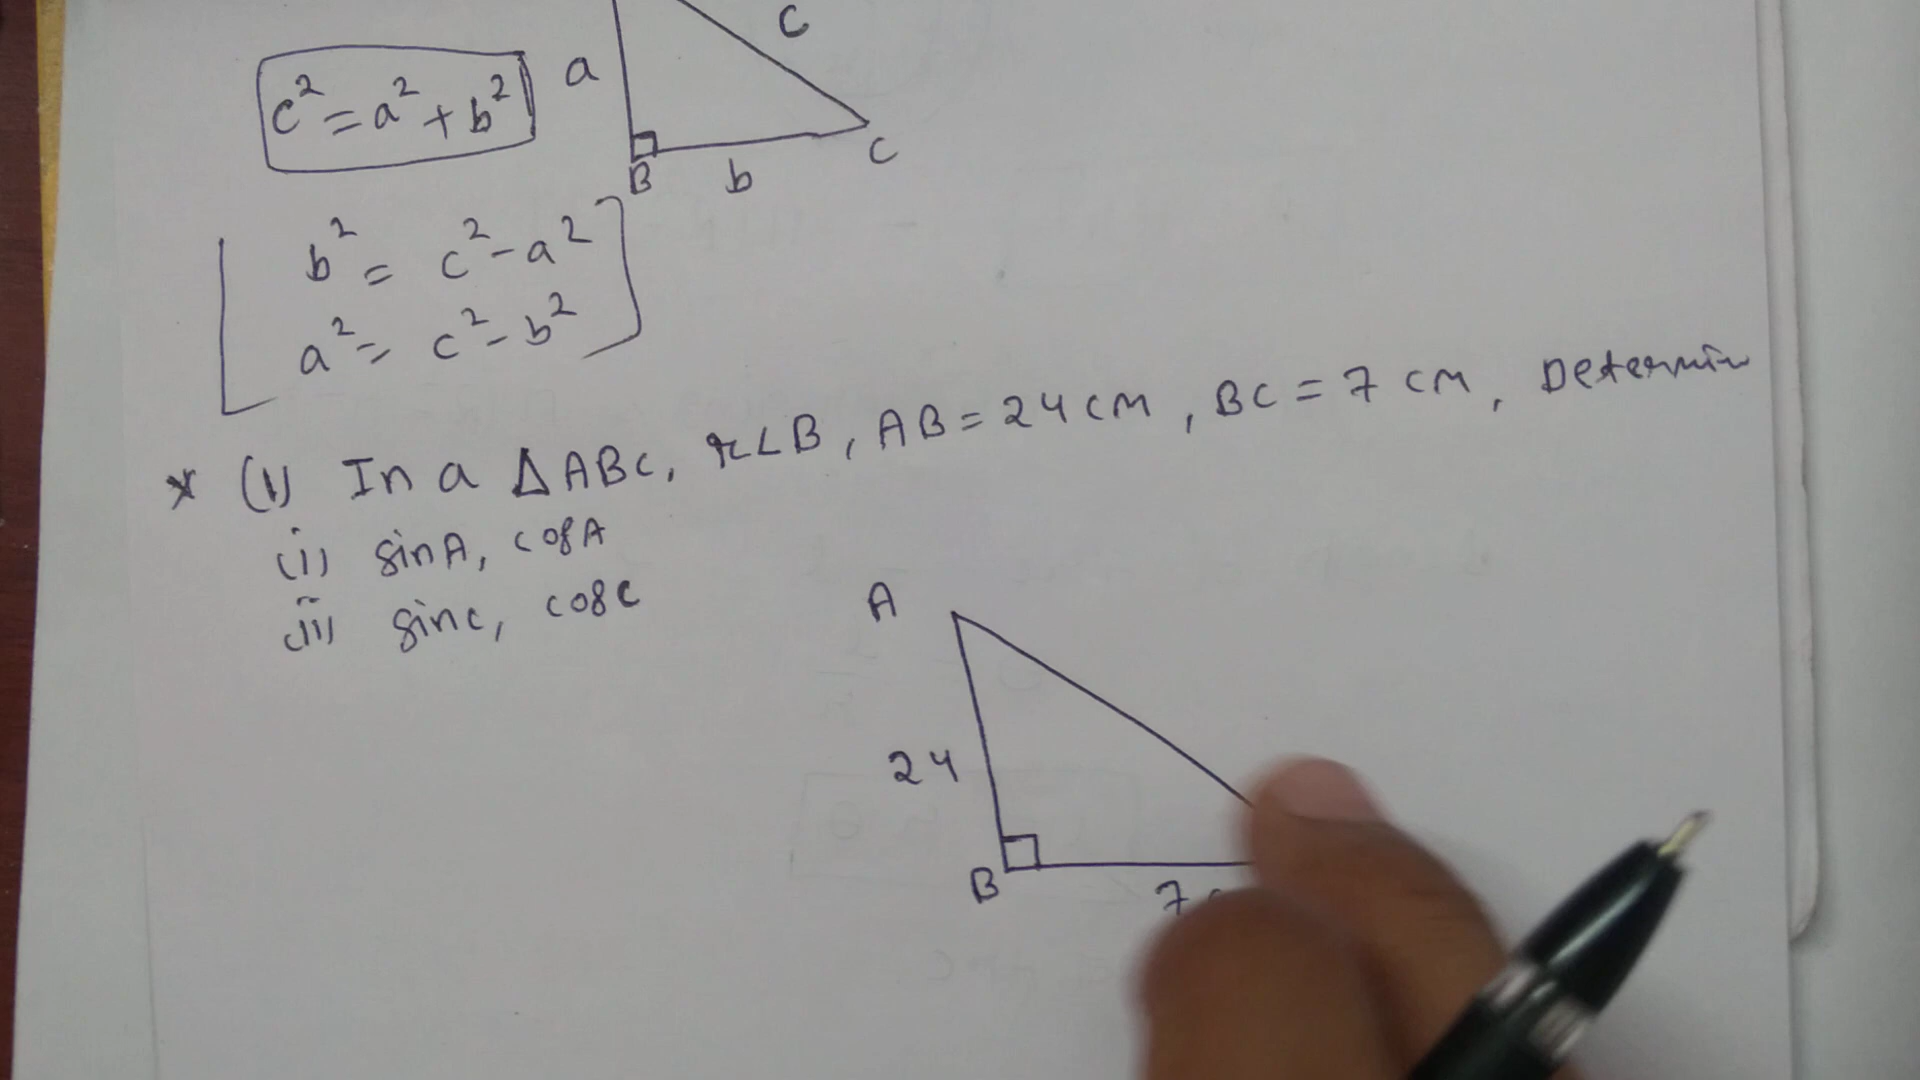 c
c² = a² + b²
a
B
b
C
b² = c² - a²
a² = c² - b²
* (1) In a ΔABC, r∠B, AB = 24 cm, BC = 7 cm, Determin
(i) sinA, cosA
(ii) sinc, cosc
A
24
B
7